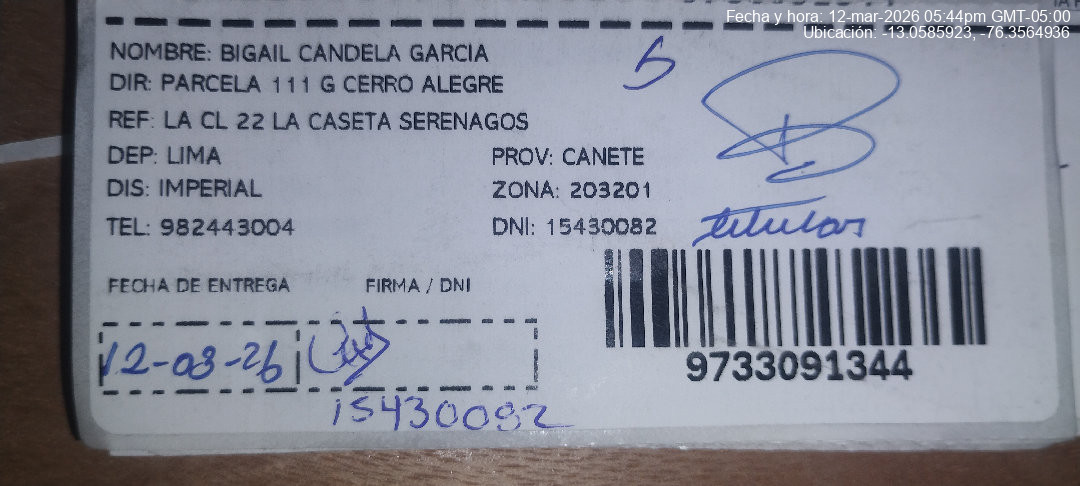 Fecha y hora: 12-mar-2026 05:44pm GMT-05:00
Ubicación: -13.0585923, -76.3564936
NOMBRE: BIGAIL CANDELA GARCIA
5
DIR: PARCELA 111 G CERRO ALEGRE
REF: LA CL 22 LA CASETA SERENAGOS
DEP: LIMA PROV: CANETE
DIS: IMPERIAL ZONA: 203201
TEL: 982443004 DNI: 15430082
titular
FECHA DE ENTREGA FIRMA / DNI
12-03-26
9733091344
15430082